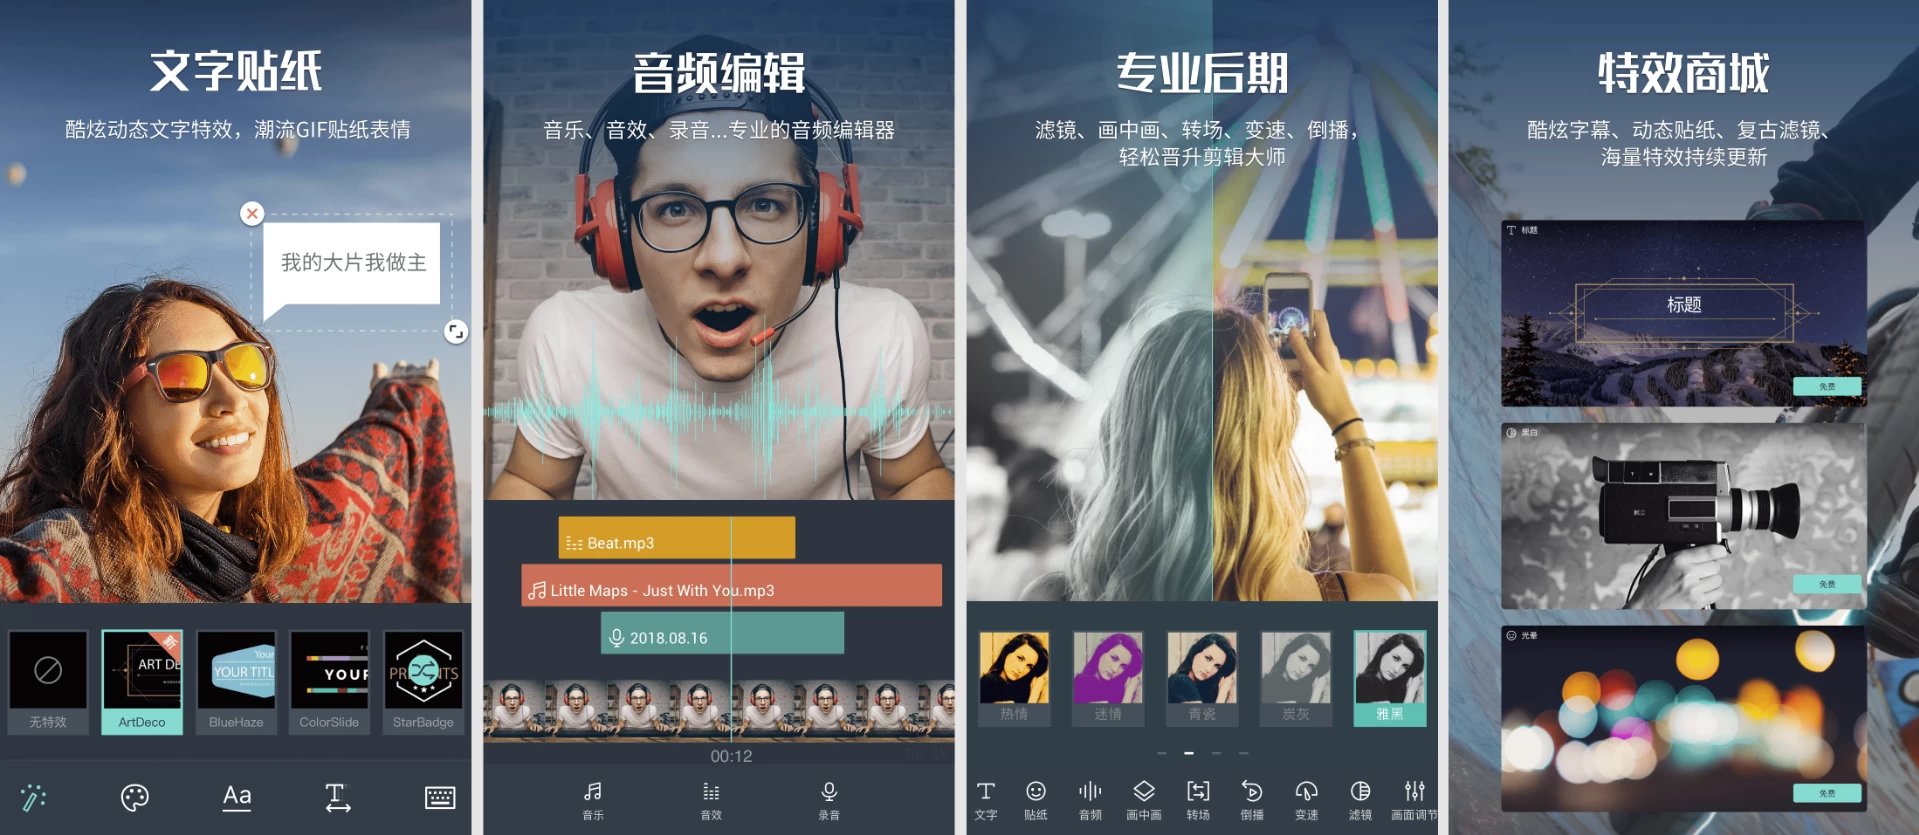 文字贴纸
酷炫动态文字特效，潮流GIF贴纸表情
我的大片我做主
新
ART DE
Your
YOUR TITL
YOUR
PR NTS
无特效
ArtDeco
BlueHaze
ColorSlide
StarBadge
Aa
T
音频编辑
音乐、音效、录音...专业的音频编辑器
Beat.mp3
Little Maps - Just With You.mp3
2018.08.16
00:12
音乐
音效
录音
专业后期
滤镜、画中画、转场、变速、倒播，
轻松晋升剪辑大师
热情
迷情
青瓷
炭灰
雅黑
文字
贴纸
音频
画中画
转场
倒播
变速
滤镜
画面调节
特效商城
酷炫字幕、动态贴纸、复古滤镜、
海量特效持续更新
标题
标题
免费
黑白
免费
光晕
免费